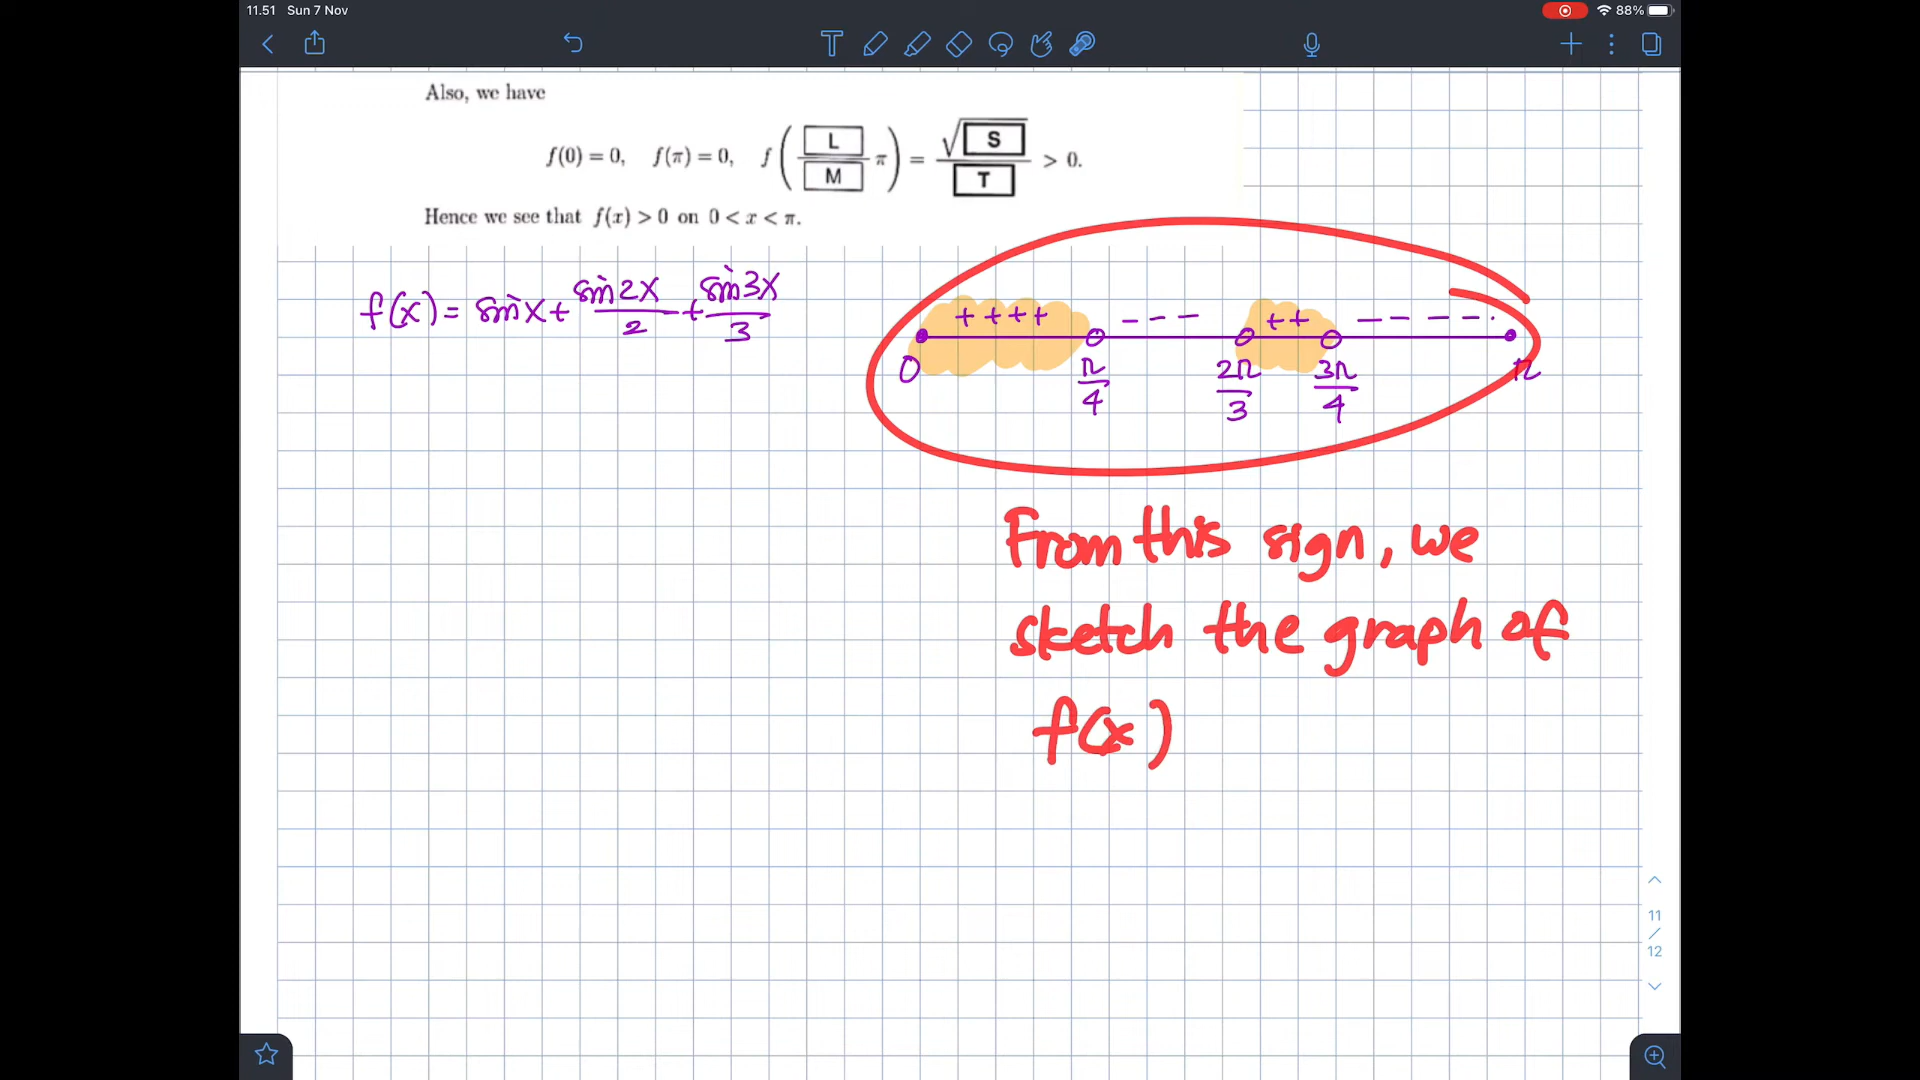 11.51 Sun 7 Nov
88%
Also, we have
f(0) = 0, f(π) = 0, f( L/M π ) = √S/T > 0.
Hence we see that f(x) > 0 on 0 < x < π.
f(x) = sin x + sin 2x/2 + sin 3x/3
+ + + + - - - + + - - - - -
0 π/4 2π/3 3π/4 π
From this sign, we
sketch the graph of
f(x)
11
/
12